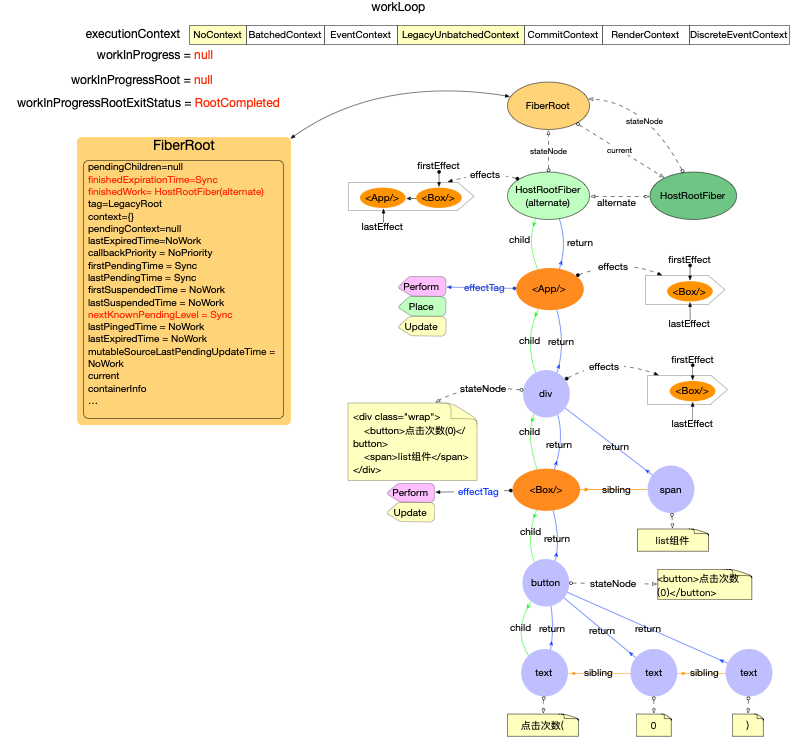 workLoop
executionContext
NoContext
BatchedContext
EventContext
LegacyUnbatchedContext
CommitContext
RenderContext
DiscreteEventContext
workInProgress = null
workInProgressRoot = null
workInProgressRootExitStatus = RootCompleted
FiberRoot
pendingChildren=null
finishedExpirationTime=Sync
finishedWork= HostRootFiber(alternate)
tag=LegacyRoot
context={}
pendingContext=null
lastExpiredTime=NoWork
callbackPriority = NoPriority
firstPendingTime = Sync
lastPendingTime = Sync
firstSuspendedTime = NoWork
lastSuspendedTime = NoWork
nextKnownPendingLevel = Sync
lastPingedTime = NoWork
lastExpiredTime = NoWork
mutableSourceLastPendingUpdateTime =
NoWork
current
containerInfo
...
FiberRoot
stateNode
current
stateNode
firstEffect
effects
<App/>
<Box/>
lastEffect
HostRootFiber
(alternate)
alternate
HostRootFiber
child
return
Perform
Place
Update
effectTag
<App/>
effects
firstEffect
<Box/>
lastEffect
child
return
stateNode
div
effects
firstEffect
<Box/>
lastEffect
<div class="wrap">
<button>点击次数(0)</
button>
<span>list组件</span>
</div>
child
return
return
Perform
Update
effectTag
<Box/>
sibling
span
list组件
child
return
button
stateNode
<button>点击次数
(0)</button>
child
return
return
return
text
sibling
text
sibling
text
点击次数(
0
)